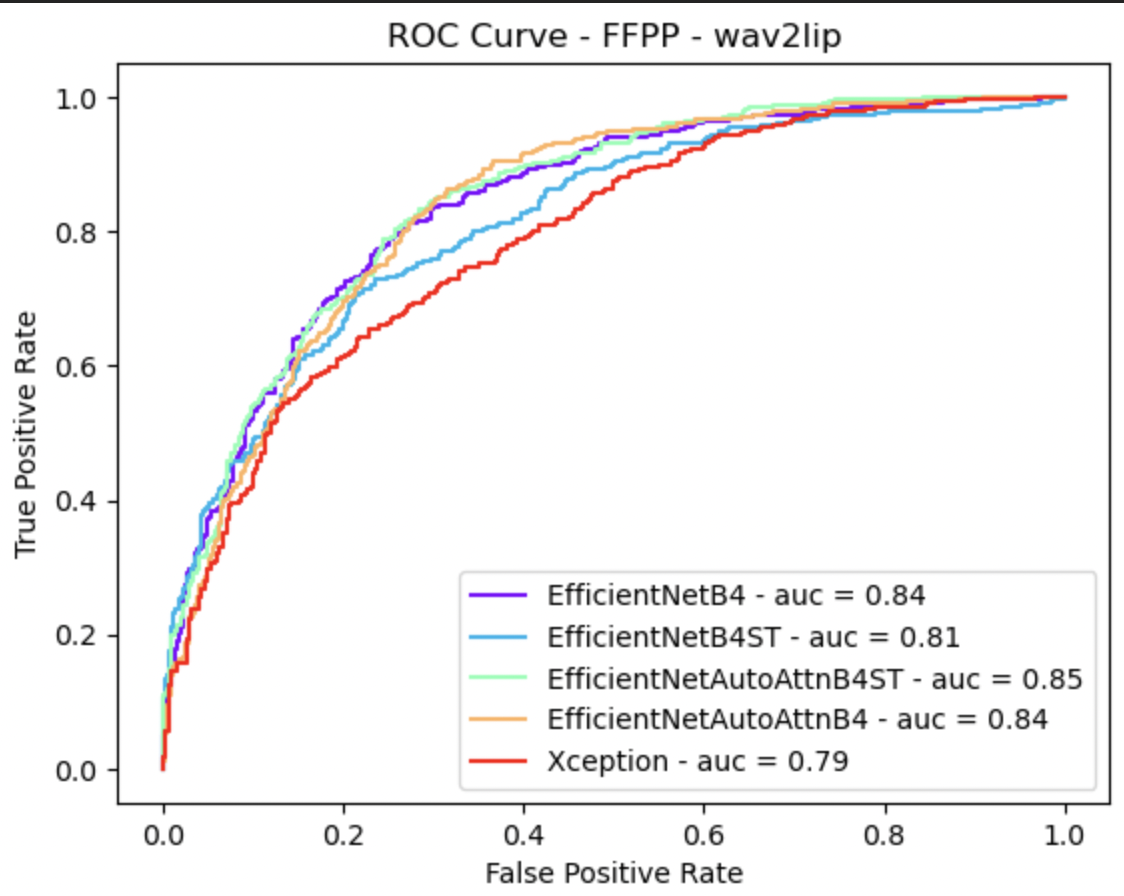 ROC Curve - FFPP - wav2lip
True Positive Rate
1.0
0.8
0.6
0.4
0.2
0.0
EfficientNetB4 - auc = 0.84
EfficientNetB4ST - auc = 0.81
EfficientNetAutoAttnB4ST - auc = 0.85
EfficientNetAutoAttnB4 - auc = 0.84
Xception - auc = 0.79
0.0 0.2 0.4 0.6 0.8 1.0
False Positive Rate